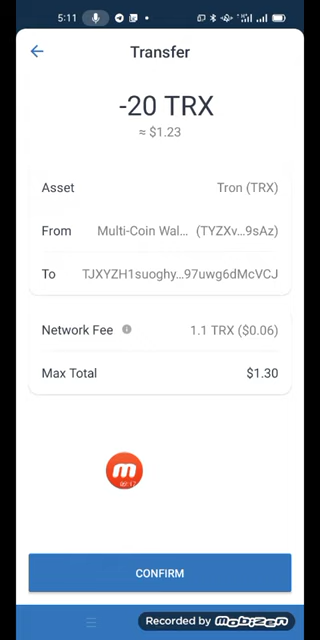 5:11
Transfer
-20 TRX
≈ $1.23
Asset Tron (TRX)
From Multi-Coin Wal... (TYZXv...9sAz)
To TJXYZH1suoghy...97uwg6dMcVCJ
Network Fee 1.1 TRX ($0.06)
Max Total $1.30
CONFIRM
Recorded by mobizen